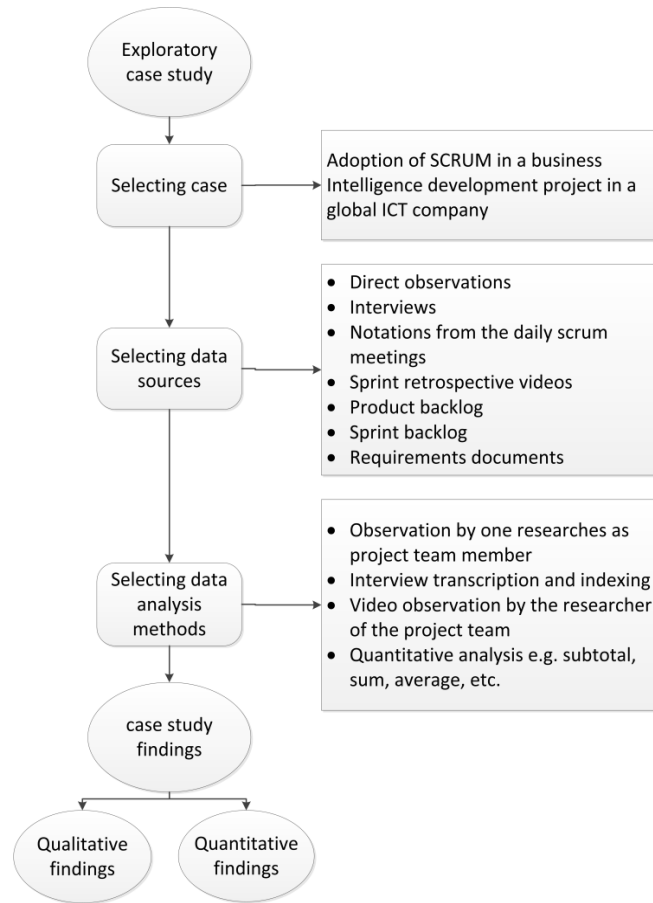 Exploratory
case study
Selecting case
Adoption of SCRUM in a business
Intelligence development project in a
global ICT company
Selecting data
sources
• Direct observations
• Interviews
• Notations from the daily scrum
meetings
• Sprint retrospective videos
• Product backlog
• Sprint backlog
• Requirements documents
Selecting data
analysis
methods
• Observation by one researches as
project team member
• Interview transcription and indexing
• Video observation by the researcher
of the project team
• Quantitative analysis e.g. subtotal,
sum, average, etc.
case study
findings
Qualitative
findings
Quantitative
findings